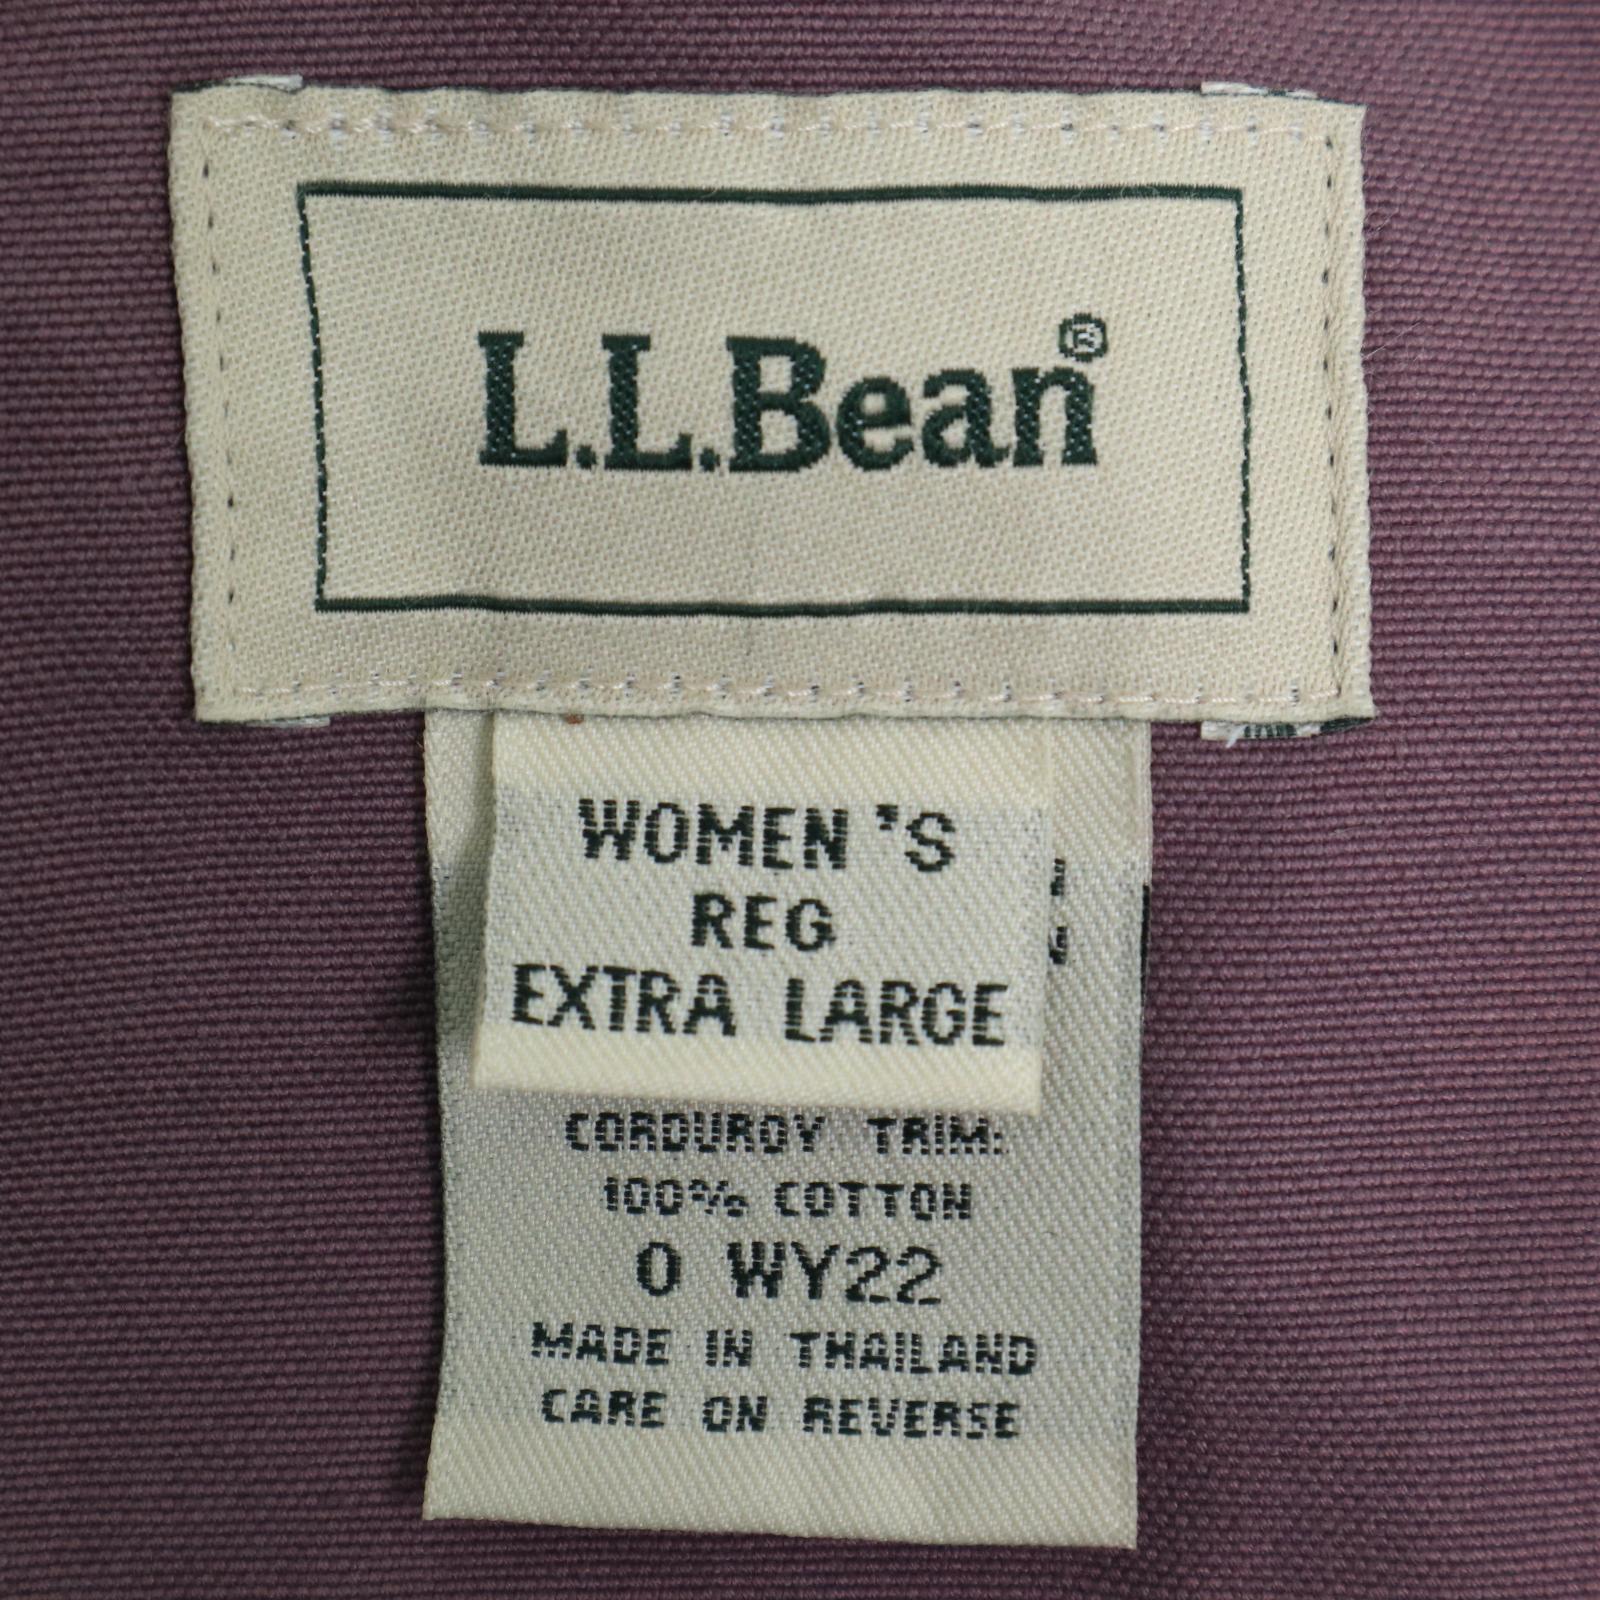 L.L.Bean®
WOMEN'S
REG
EXTRA LARGE
CORDUROY TRIM:
100% COTTON
0 WY22
MADE IN THAILAND
CARE ON REVERSE